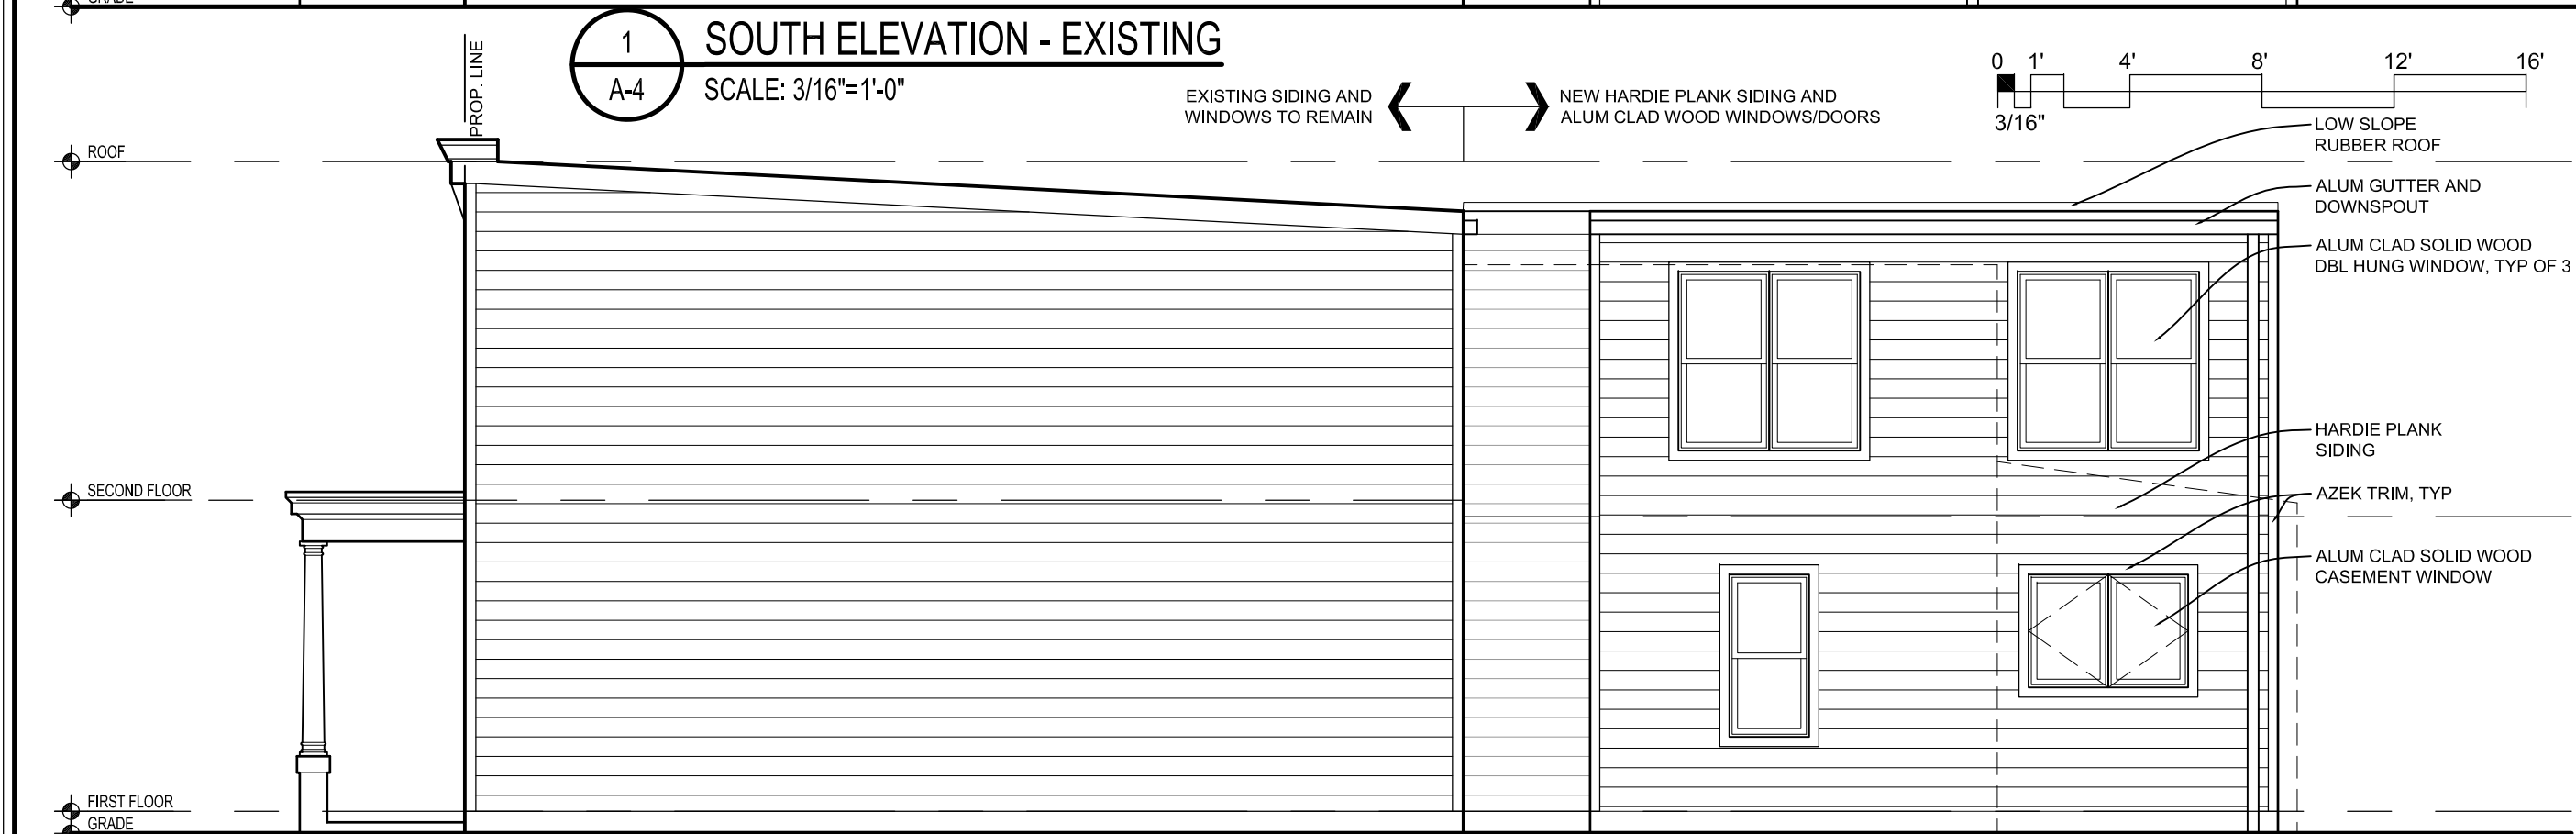 GRADE
1
A-4
SOUTH ELEVATION - EXISTING
SCALE: 3/16"=1'-0"
PROP. LINE
EXISTING SIDING AND
WINDOWS TO REMAIN
NEW HARDIE PLANK SIDING AND
ALUM CLAD WOOD WINDOWS/DOORS
0 1' 4' 8' 12' 16'
3/16"
ROOF
LOW SLOPE
RUBBER ROOF
ALUM GUTTER AND
DOWNSPOUT
ALUM CLAD SOLID WOOD
DBL HUNG WINDOW, TYP OF 3
HARDIE PLANK
SIDING
SECOND FLOOR
AZEK TRIM, TYP
ALUM CLAD SOLID WOOD
CASEMENT WINDOW
FIRST FLOOR
GRADE